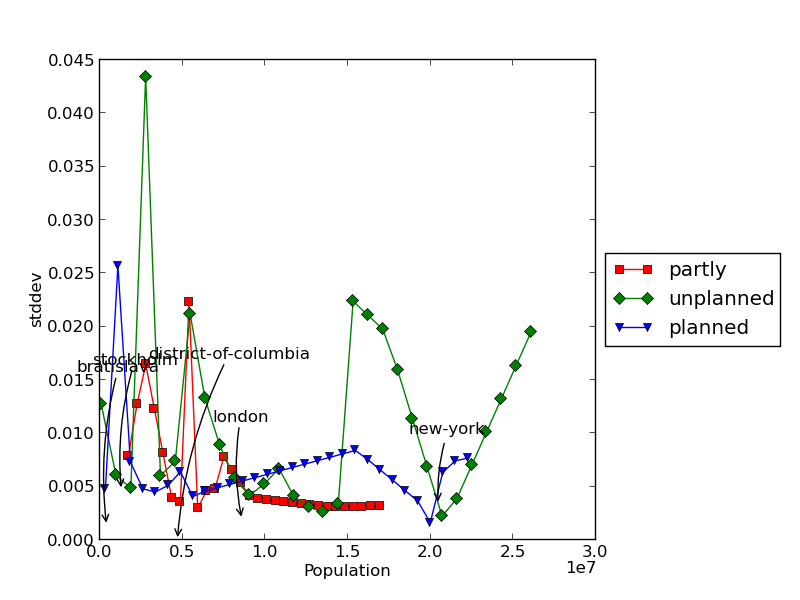 0.045
0.040
0.035
0.030
0.025
0.020
0.015
0.010
0.005
0.000
stddev
district-of-columbia
stockholm
bratislava
london
new-york
partly
unplanned
planned
0.0 0.5 1.0 1.5 2.0 2.5 3.0
1e7
Population